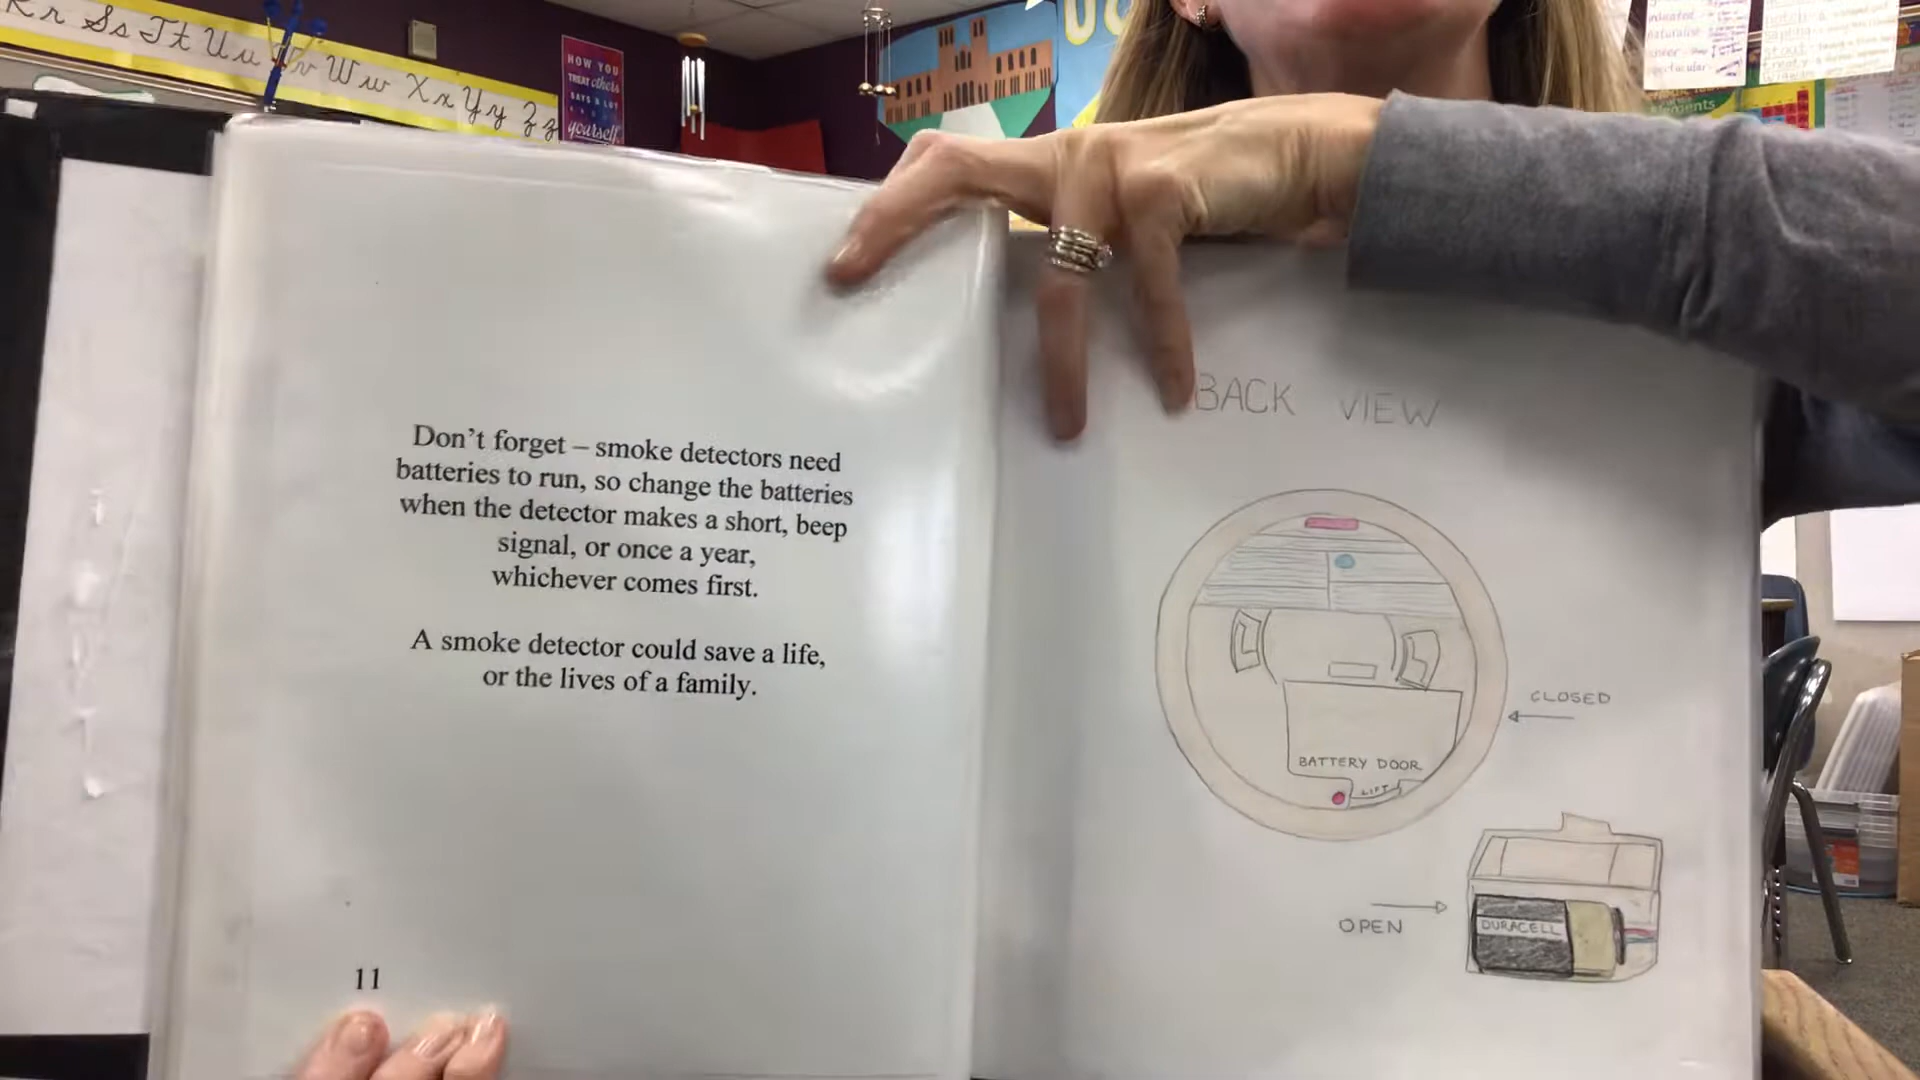 Rr Ss Tt Uu Vv Ww Xx Yy Zz
HOW YOU
TREAT others
SAYS A LOT
yourself.
Don't forget – smoke detectors need
batteries to run, so change the batteries
when the detector makes a short, beep
signal, or once a year,
whichever comes first.
A smoke detector could save a life,
or the lives of a family.
11
BACK VIEW
CLOSED
BATTERY DOOR
LIFT
OPEN
DURACELL